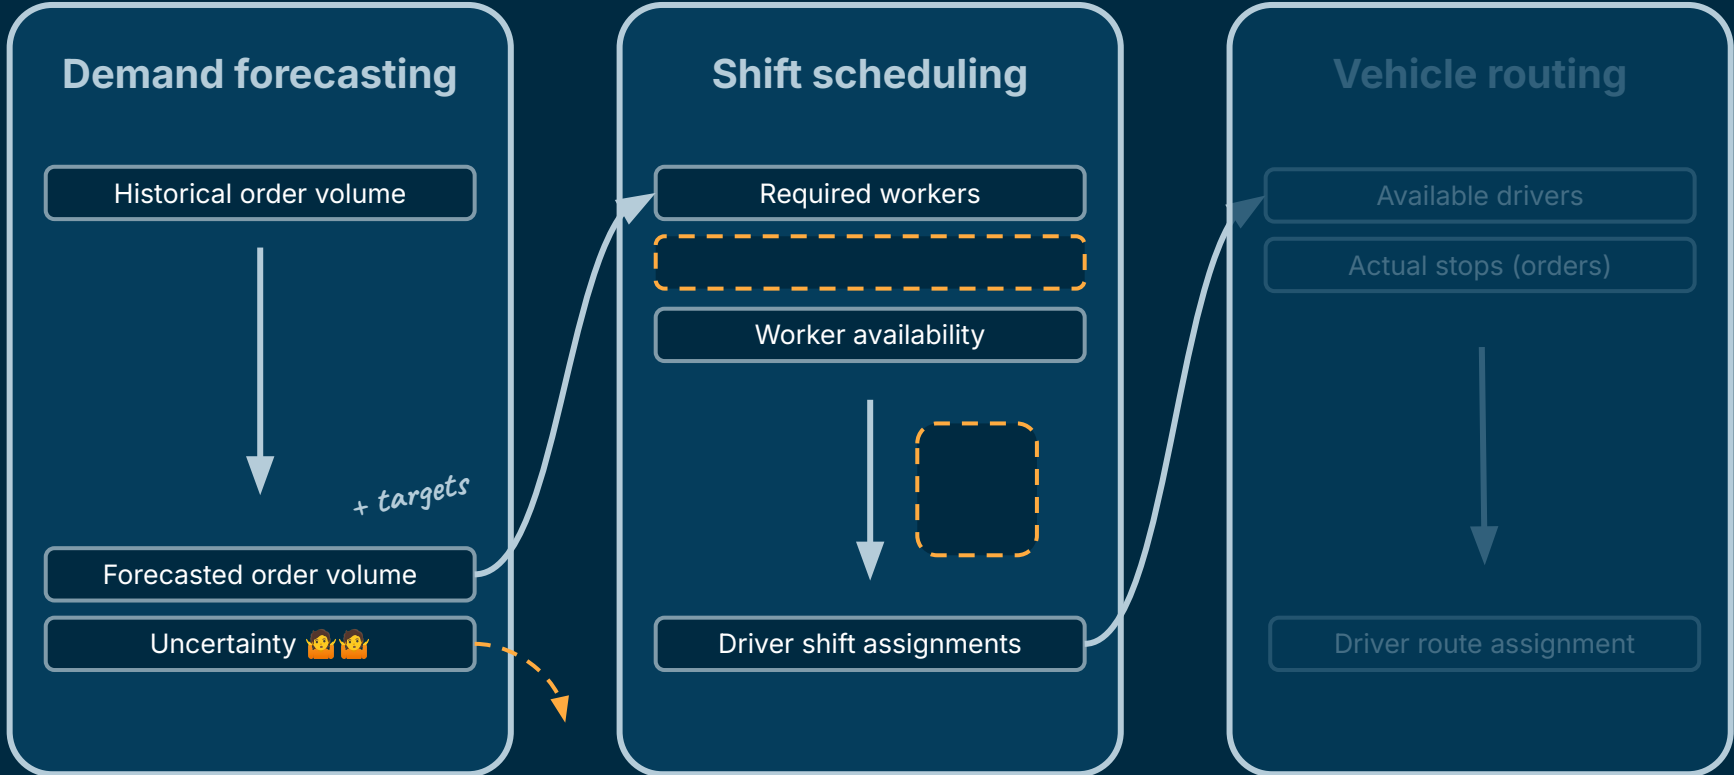 Demand forecasting
Historical order volume
+ targets
Forecasted order volume
Uncertainty 🤷🤷
Shift scheduling
Required workers
Worker availability
Driver shift assignments
Vehicle routing
Available drivers
Actual stops (orders)
Driver route assignment